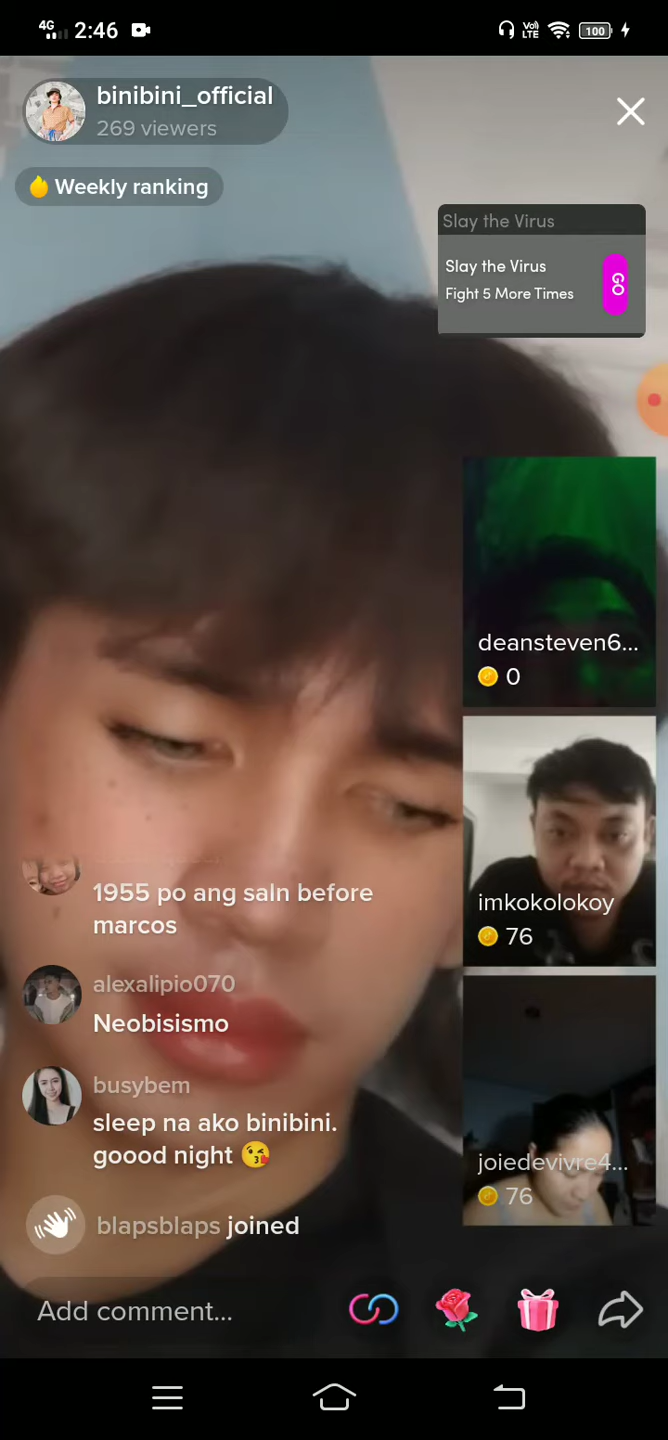 4G 2:46 Vo) LTE 100
binibini_official
269 viewers
Weekly ranking
Slay the Virus
Slay the Virus
Fight 5 More Times
GO
deansteven6...
0
imkokolokoy
76
1955 po ang saln before
marcos
alexalipio070
Neobisismo
busybem
sleep na ako binibini.
goood night 😘
joiedevivre4...
76
blapsblaps joined
Add comment...